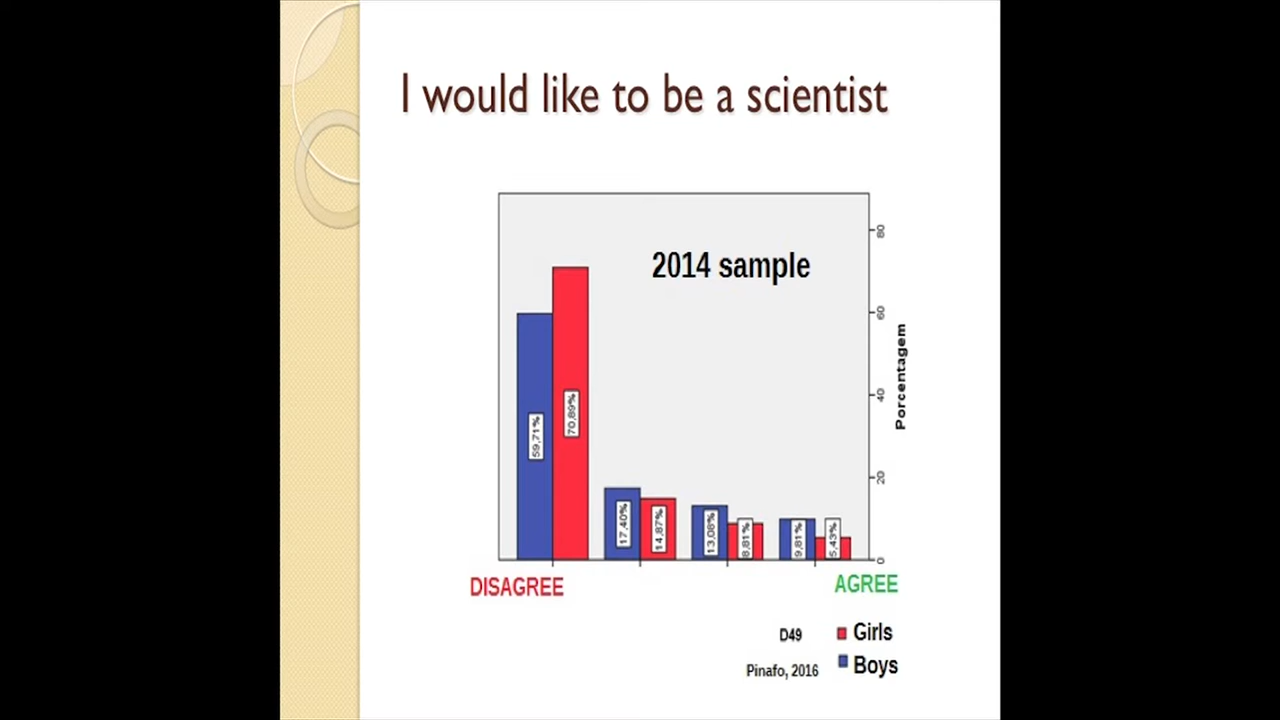 I would like to be a scientist
2014 sample
80
60
40
20
0
Porcentagem
59,71%
70,89%
17,40%
14,87%
13,08%
8,81%
9,81%
5,43%
DISAGREE
AGREE
D49
Girls
Pinafo, 2016
Boys